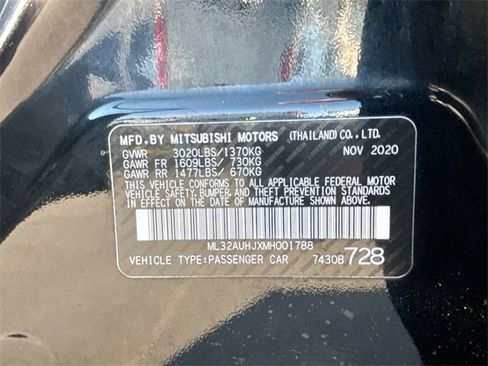 MFD.BY MITSUBISHI MOTORS (THAILAND) CO., LTD.
GVWR 3020LBS/1370KG NOV 2020
GAWR FR 1609LBS/ 730KG
GAWR RR 1477LBS/ 670KG
THIS VEHICLE CONFORMS TO ALL APPLICABLE FEDERAL MOTOR
VEHICLE SAFETY,BUMPER, AND THEFT PREVENTION STANDARDS
IN EFFECT ON THE DATE OF MANUFACTURE SHOWN ABOVE.
ML32AUHJXMH001788
VEHICLE TYPE:PASSENGER CAR 74308 728